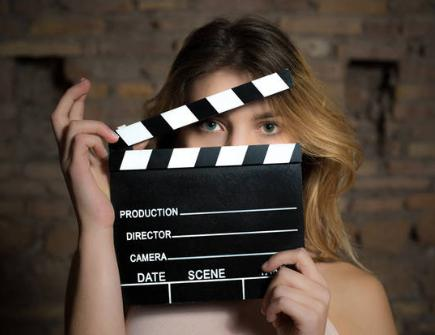 PRODUCTION
DIRECTOR
CAMERA
DATE SCENE